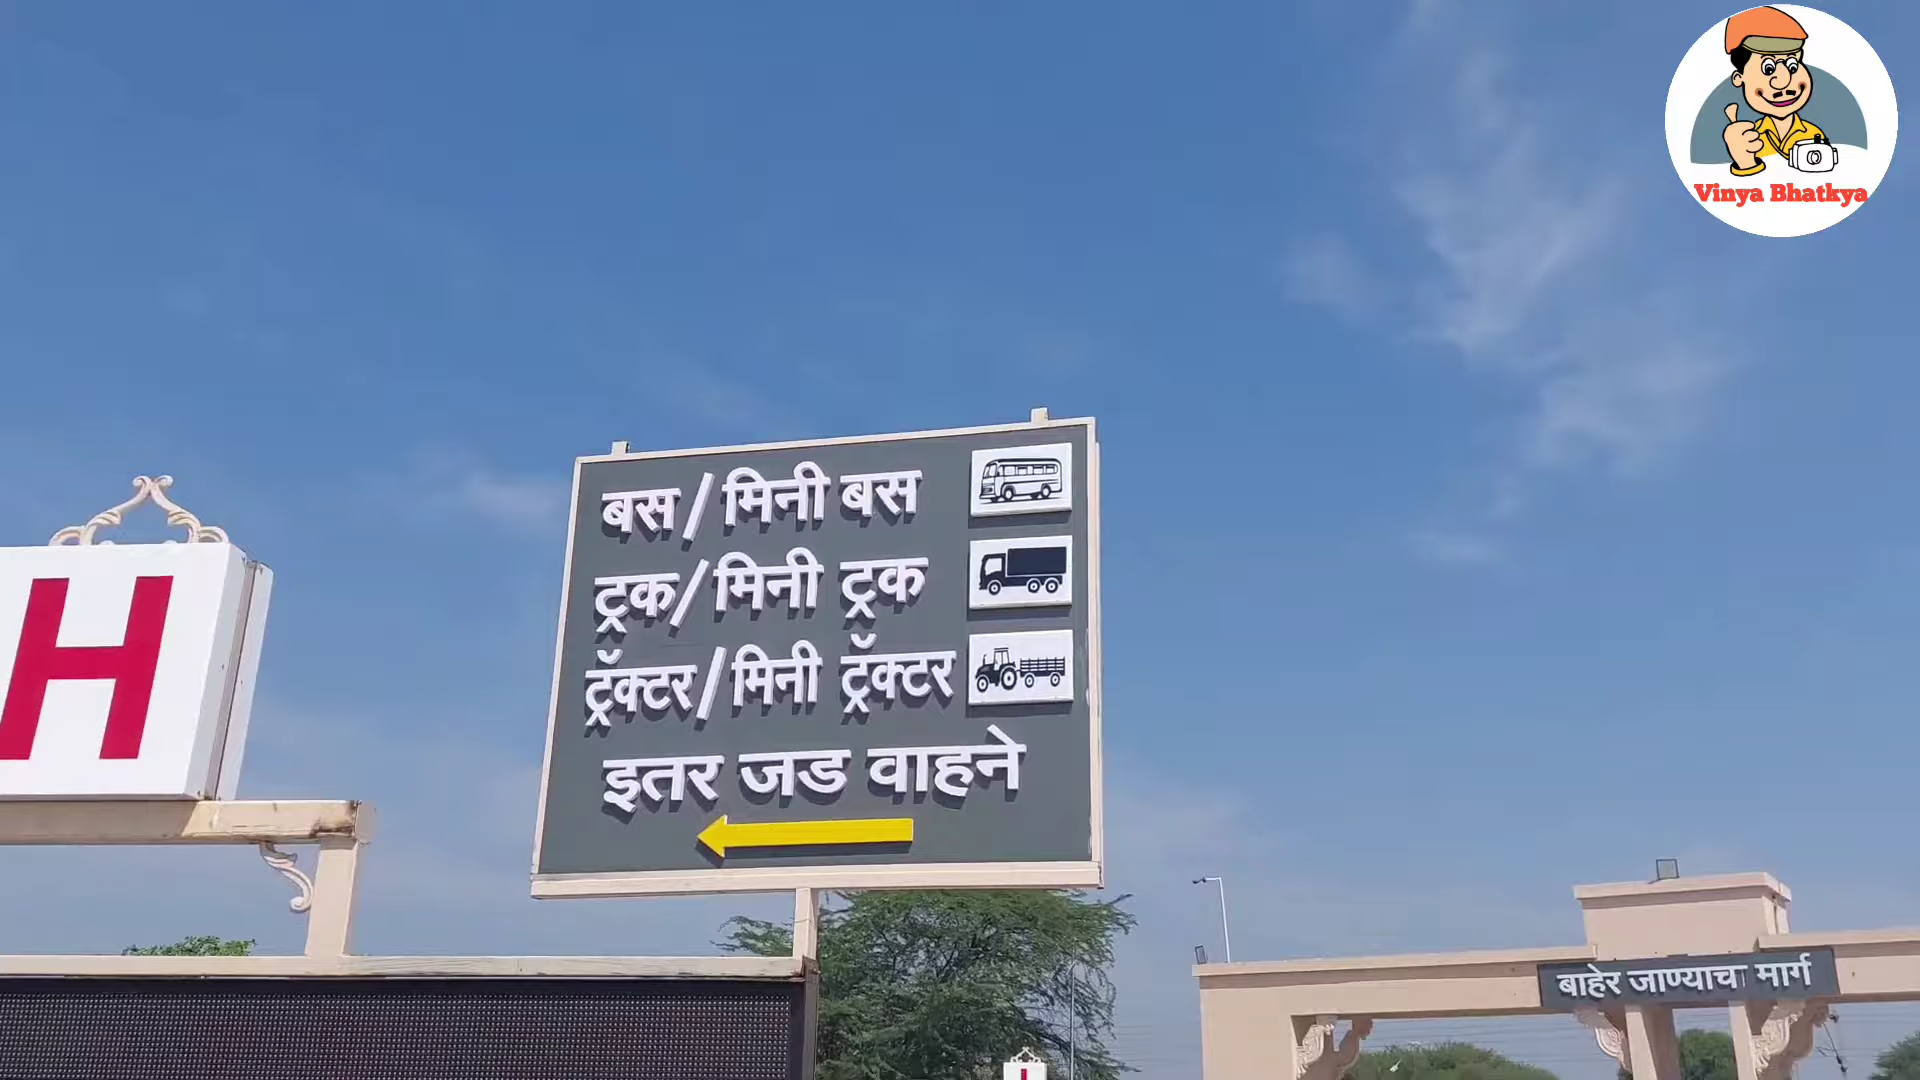 Vinya Bhatkya
H
बस/मिनी बस
ट्रक/मिनी ट्रक
ट्रॅक्टर/मिनी ट्रॅक्टर
इतर जड वाहने
बाहेर जाण्याचा मार्ग